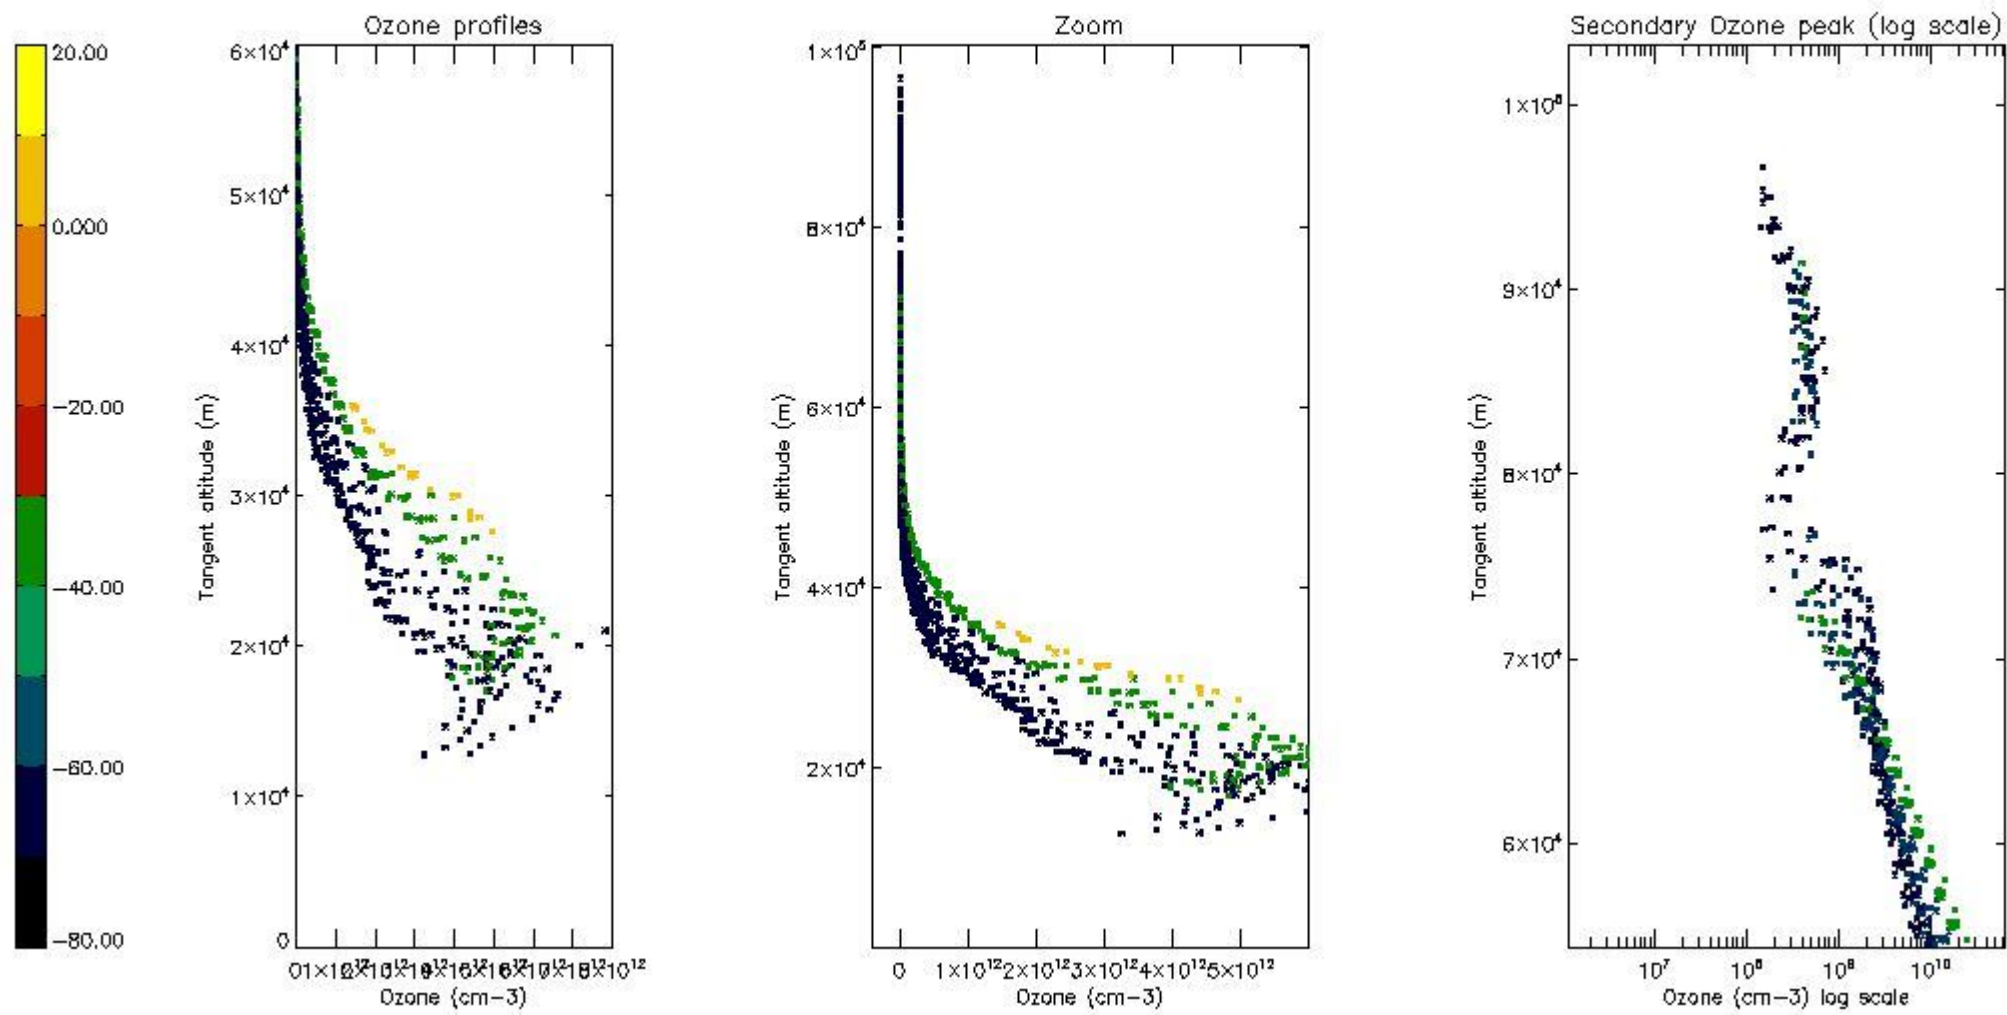 Ozone profiles
Zoom
Secondary Ozone peak (log scale)
20.00
0.000
−20.00
−40.00
−60.00
−80.00
6×10⁴
5×10⁴
4×10⁴
3×10⁴
2×10⁴
1×10⁴
0
Tangent altitude (m)
Ozone (cm−3)
1×10⁵
8×10⁴
6×10⁴
4×10⁴
2×10⁴
Tangent altitude (m)
0 1×10¹² 2×10¹² 3×10¹² 4×10¹² 5×10¹²
Ozone (cm−3)
9×10⁴
8×10⁴
7×10⁴
6×10⁴
Tangent altitude (m)
10⁷ 10⁸ 10⁹ 10¹⁰
Ozone (cm−3) log scale